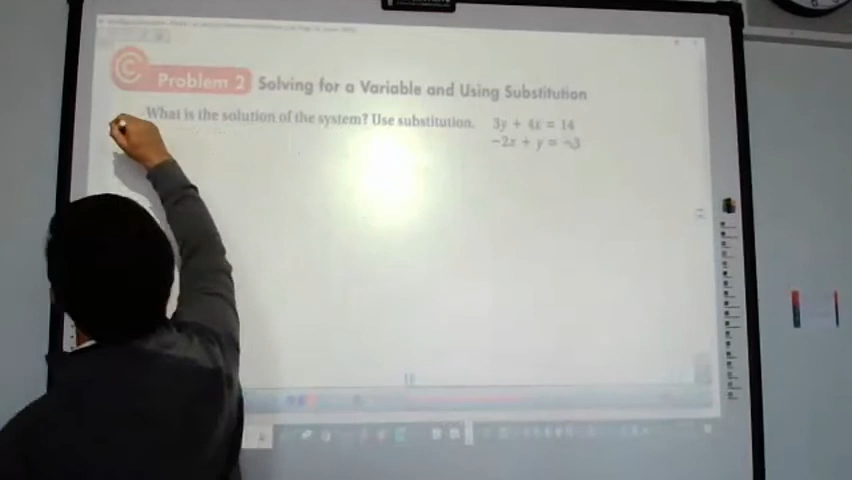 Problem 2 Solving for a Variable and Using Substitution
What is the solution of the system? Use substitution. 3y + 4x = 14
−2x + y = −3